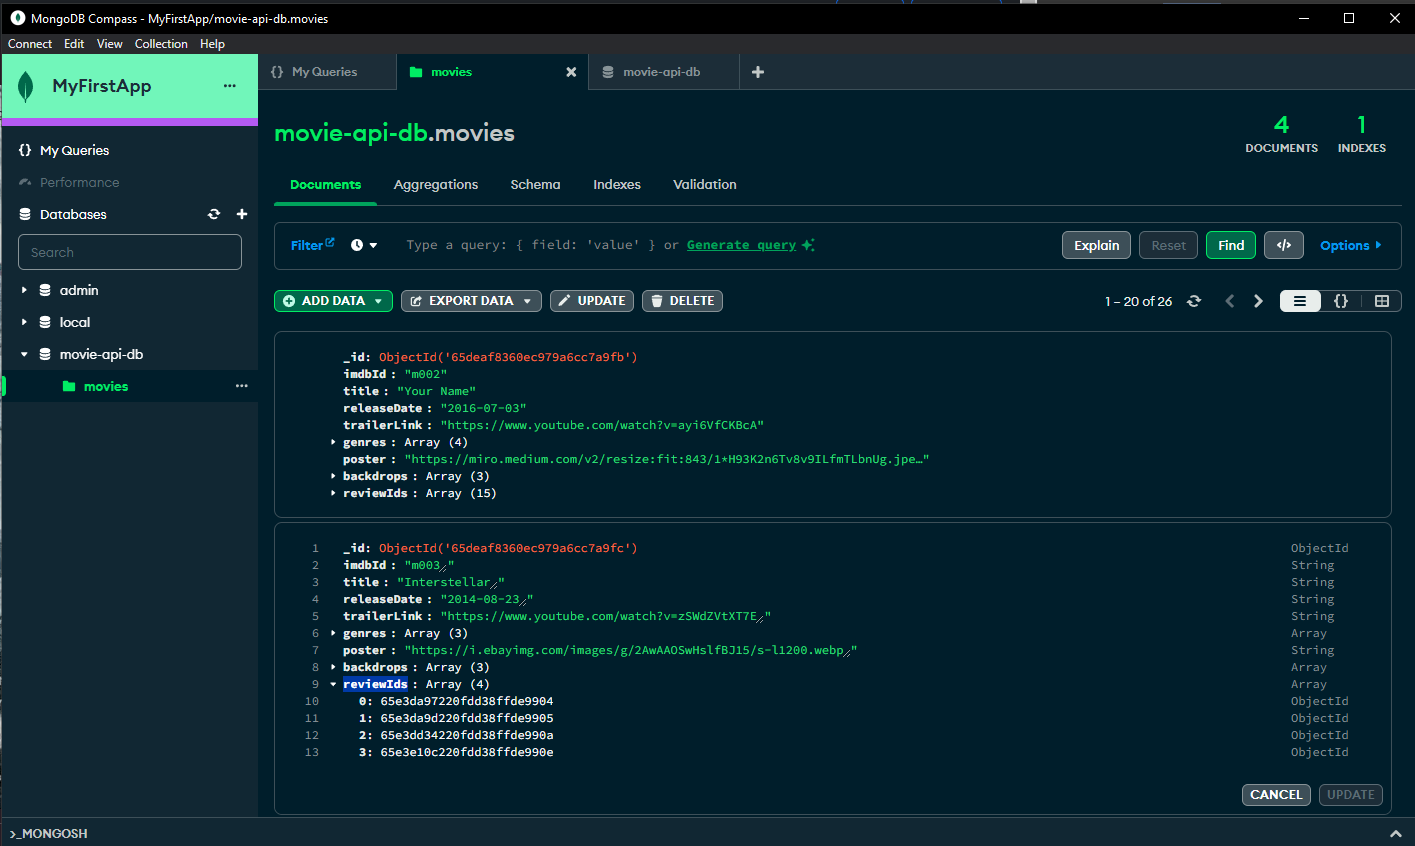 MongoDB Compass - MyFirstApp/movie-api-db.movies
Connect Edit View Collection Help
MyFirstApp
My Queries
Performance
Databases
Search
admin
local
movie-api-db
movies
{} My Queries
movies
movie-api-db
movie-api-db.movies
4
DOCUMENTS
1
INDEXES
Documents Aggregations Schema Indexes Validation
Filter Type a query: { field: 'value' } or Generate query Explain Reset Find </> Options
ADD DATA EXPORT DATA UPDATE DELETE 1 – 20 of 26 {}
_id: ObjectId('65deaf8360ec979a6cc7a9fb')
imdbId : "m002"
title : "Your Name"
releaseDate : "2016-07-03"
trailerLink : "https://www.youtube.com/watch?v=ayi6VfCKBcA"
genres : Array (4)
poster : "https://miro.medium.com/v2/resize:fit:843/1*H93K2n6Tv8v9ILfmTLbnUg.jpe…"
backdrops : Array (3)
reviewIds : Array (15)
1 _id: ObjectId('65deaf8360ec979a6cc7a9fc') ObjectId
2 imdbId : "m003" String
3 title : "Interstellar" String
4 releaseDate : "2014-08-23" String
5 trailerLink : "https://www.youtube.com/watch?v=zSWdZVtXT7E" String
6 genres : Array (3) Array
7 poster : "https://i.ebayimg.com/images/g/2AwAAOSwHslfBJ15/s-l1200.webp" String
8 backdrops : Array (3) Array
9 reviewIds : Array (4) Array
10 0: 65e3da97220fdd38ffde9904 ObjectId
11 1: 65e3da9d220fdd38ffde9905 ObjectId
12 2: 65e3dd34220fdd38ffde990a ObjectId
13 3: 65e3e10c220fdd38ffde990e ObjectId
CANCEL UPDATE
>_MONGOSH